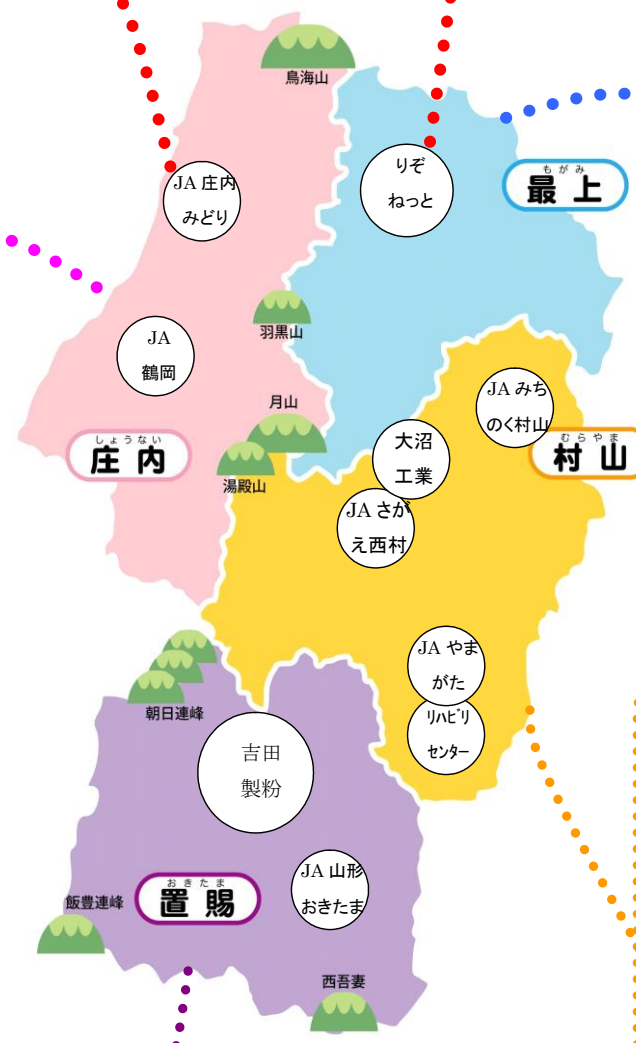 鳥海山
りぞ
ねっと
もがみ
最上
JA 庄内
みどり
羽黒山
JA
鶴岡
JA みち
のく村山
月山
大沼
工業
しょうない
庄内
むらやま
村山
湯殿山
JA さが
え西村
JA やま
がた
リハビリ
センター
朝日連峰
吉田
製粉
JA 山形
おきたま
おきたま
置賜
飯豊連峰
西吾妻